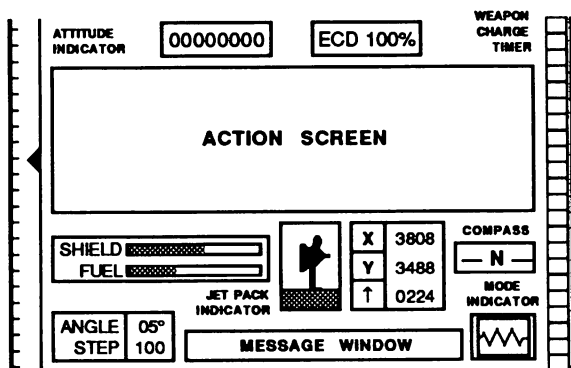 ATTITUDE
INDICATOR
00000000
ECD 100%
WEAPON
CHARGE
TIMER
ACTION SCREEN
SHIELD
FUEL
JET PACK
INDICATOR
X 3808
Y 3488
↑ 0224
COMPASS
N
MODE
INDICATOR
ANGLE 05º
STEP 100
MESSAGE WINDOW